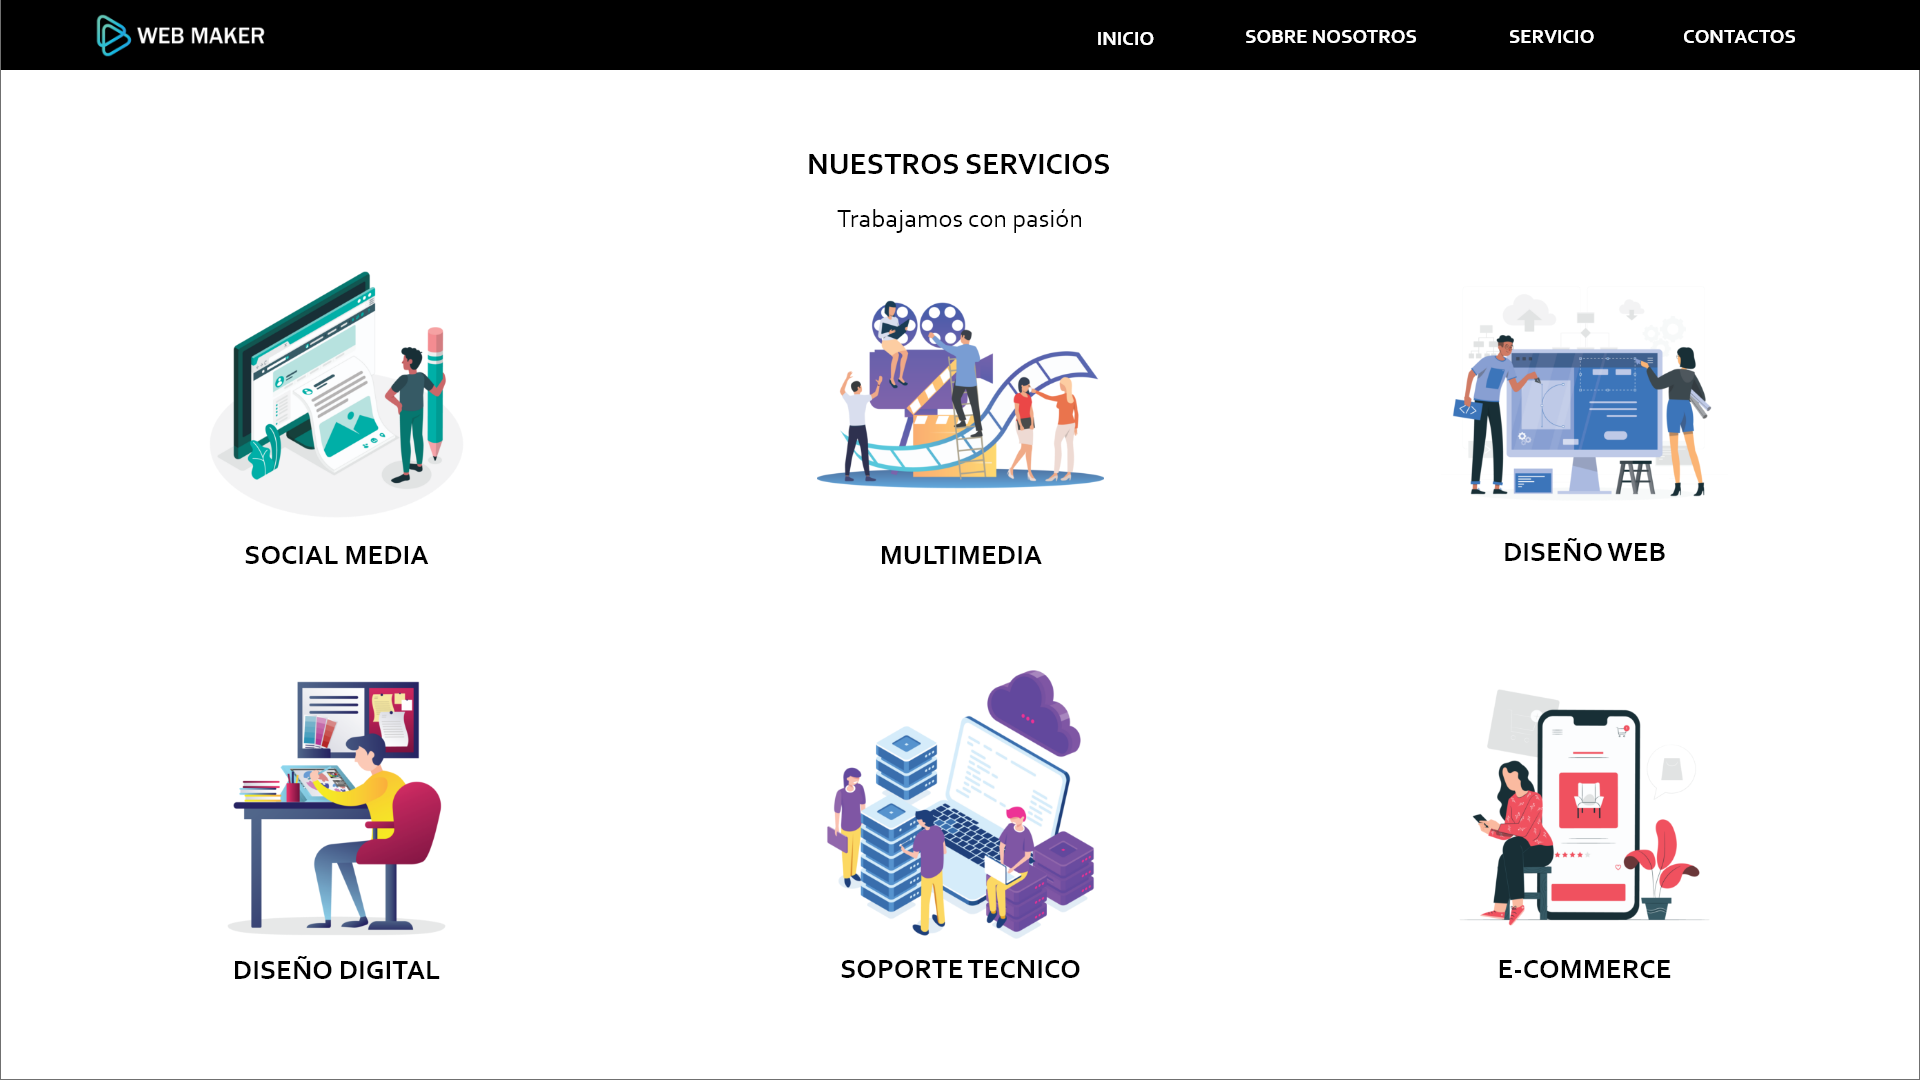 WEB MAKER
INICIO
SOBRE NOSOTROS
SERVICIO
CONTACTOS
NUESTROS SERVICIOS
Trabajamos con pasión
SOCIAL MEDIA
MULTIMEDIA
DISEÑO WEB
DISEÑO DIGITAL
SOPORTE TECNICO
E-COMMERCE